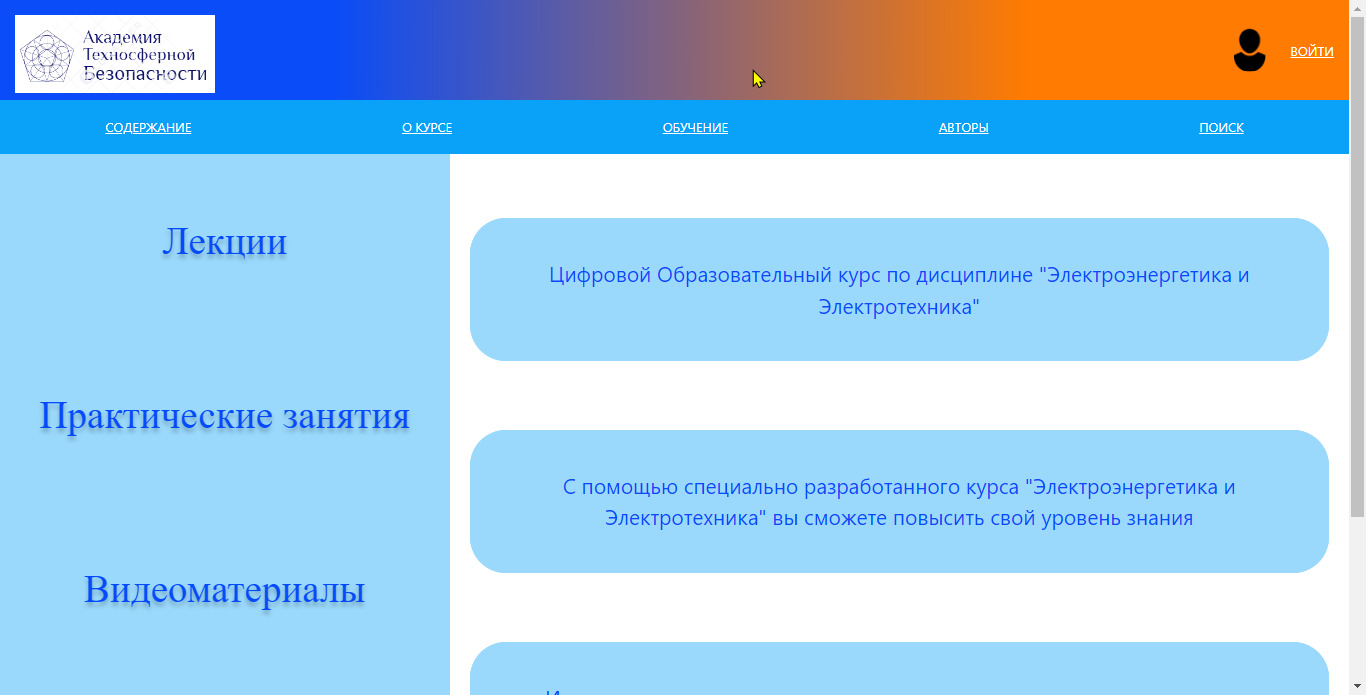 Академия
Техносферной
Безопасности
ВОЙТИ
СОДЕРЖАНИЕ
О КУРСЕ
ОБУЧЕНИЕ
АВТОРЫ
ПОИСК
Лекции
Практические занятия
Видеоматериалы
Цифровой Образовательный курс по дисциплине "Электроэнергетика и
Электротехника"
С помощью специально разработанного курса "Электроэнергетика и
Электротехника" вы сможете повысить свой уровень знания